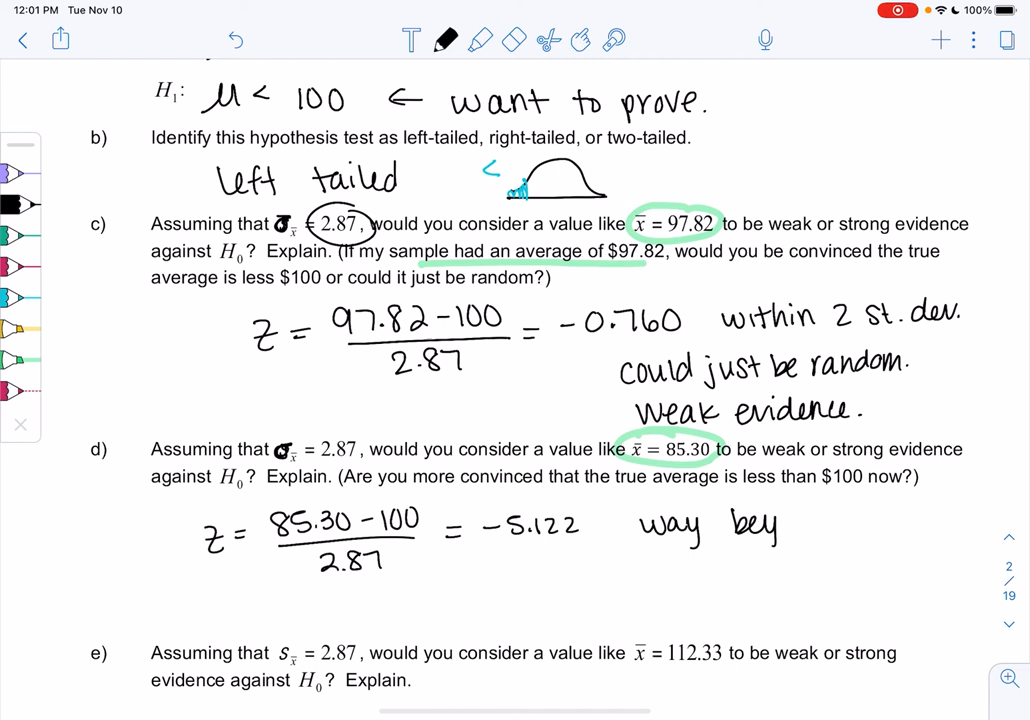 12:01 PM Tue Nov 10 100%
H₁: μ < 100 ← want to prove.
b) Identify this hypothesis test as left-tailed, right-tailed, or two-tailed.
left tailed <
c) Assuming that σx̄ = 2.87, would you consider a value like x̄ = 97.82 to be weak or strong evidence
against H₀? Explain. (If my sample had an average of $97.82, would you be convinced the true
average is less $100 or could it just be random?)
z = (97.82 - 100)/2.87 = -0.760 within 2 st. dev.
could just be random.
weak evidence.
d) Assuming that σx̄ = 2.87, would you consider a value like x̄ = 85.30 to be weak or strong evidence
against H₀? Explain. (Are you more convinced that the true average is less than $100 now?)
z = (85.30 - 100)/2.87 = -5.122 way bey
e) Assuming that sx̄ = 2.87, would you consider a value like x̄ = 112.33 to be weak or strong
evidence against H₀? Explain.
2
/
19